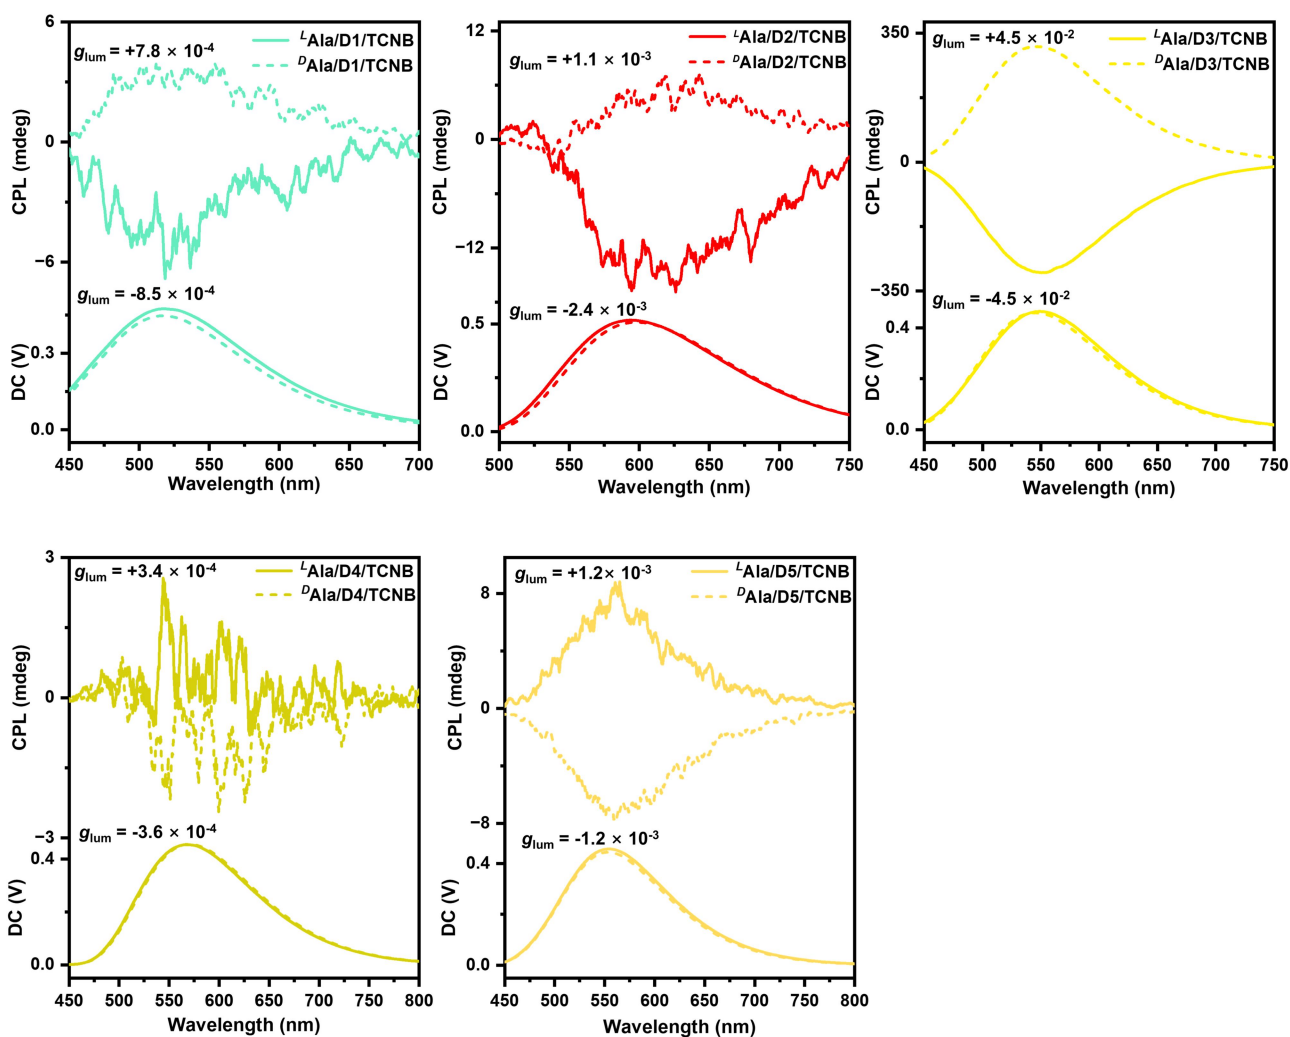 g_lum = +7.8 × 10^-4
^LAla/D1/TCNB
^DAla/D1/TCNB
6
0
−6
CPL (mdeg)
g_lum = -8.5 × 10^-4
0.3
0.0
DC (V)
450 500 550 600 650 700
Wavelength (nm)
g_lum = +1.1 × 10^-3
^LAla/D2/TCNB
^DAla/D2/TCNB
12
0
−12
CPL (mdeg)
g_lum = -2.4 × 10^-3
0.5
0.0
DC (V)
500 550 600 650 700 750
Wavelength (nm)
g_lum = +4.5 × 10^-2
^LAla/D3/TCNB
^DAla/D3/TCNB
350
0
−350
CPL (mdeg)
g_lum = -4.5 × 10^-2
0.4
0.0
DC (V)
450 500 550 600 650 700 750
Wavelength (nm)
g_lum = +3.4 × 10^-4
^LAla/D4/TCNB
^DAla/D4/TCNB
3
0
−3
CPL (mdeg)
g_lum = -3.6 × 10^-4
0.4
0.0
DC (V)
450 500 550 600 650 700 750 800
Wavelength (nm)
g_lum = +1.2× 10^-3
^LAla/D5/TCNB
^DAla/D5/TCNB
8
0
−8
CPL (mdeg)
g_lum = -1.2 × 10^-3
0.4
0.0
DC (V)
450 500 550 600 650 700 750 800
Wavelength (nm)